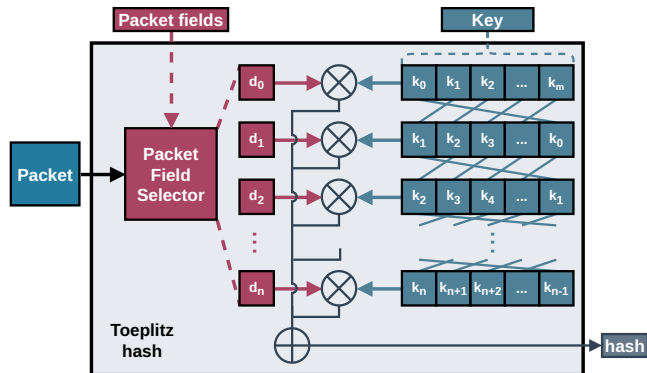 Packet fields
Key
d0
k0 k1 k2 ... km
d1
k1 k2 k3 ... k0
Packet
Packet
Field
Selector
d2
k2 k3 k4 ... k1
...
...
dn
kn kn+1 kn+2 ... kn-1
Toeplitz
hash
hash